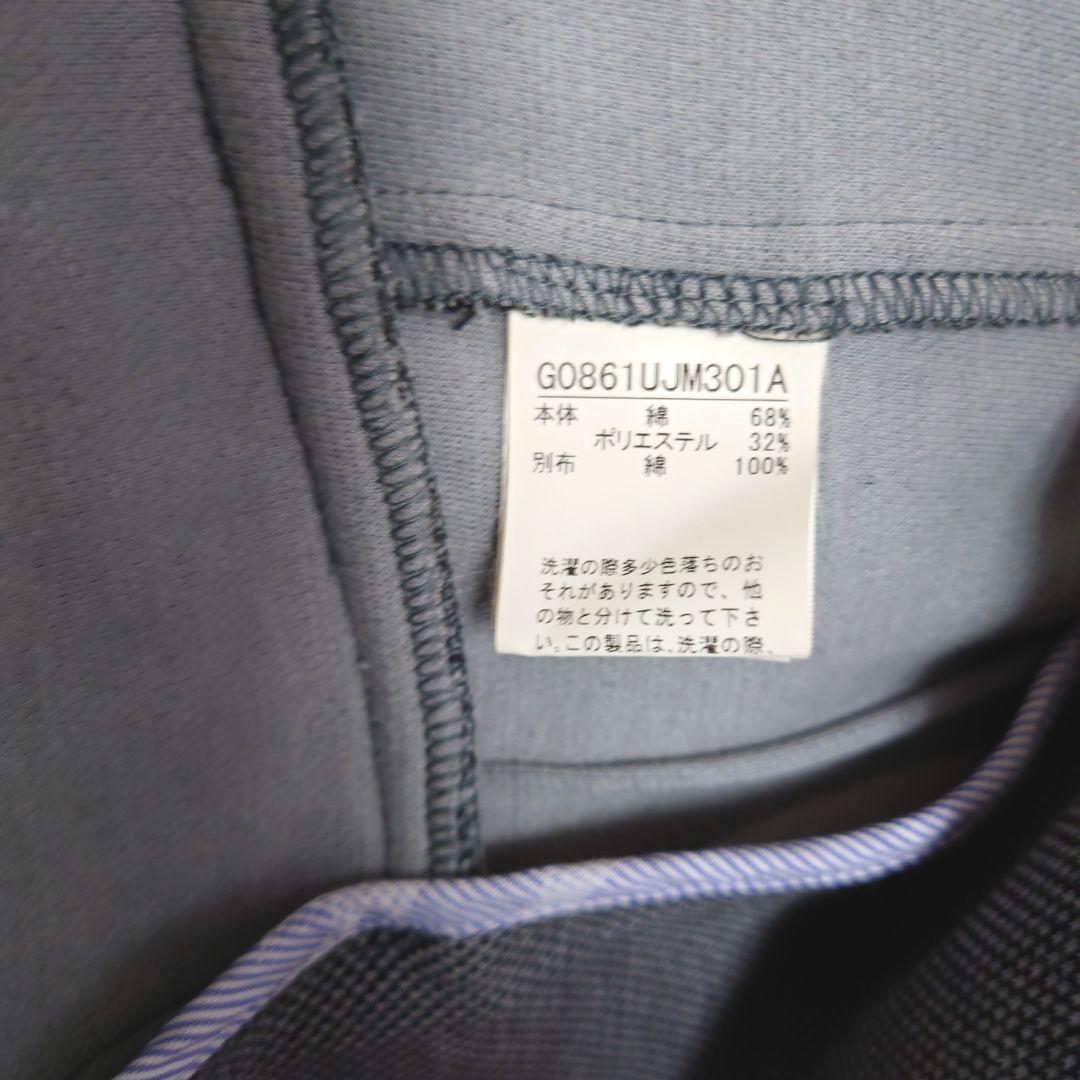 G0861UJM301A
本体 綿 68%
ポリエステル 32%
別布 綿 100%
洗濯の際多少色落ちのお
それがありますので、他
の物と分けて洗って下さ
い。この製品は、洗濯の際、